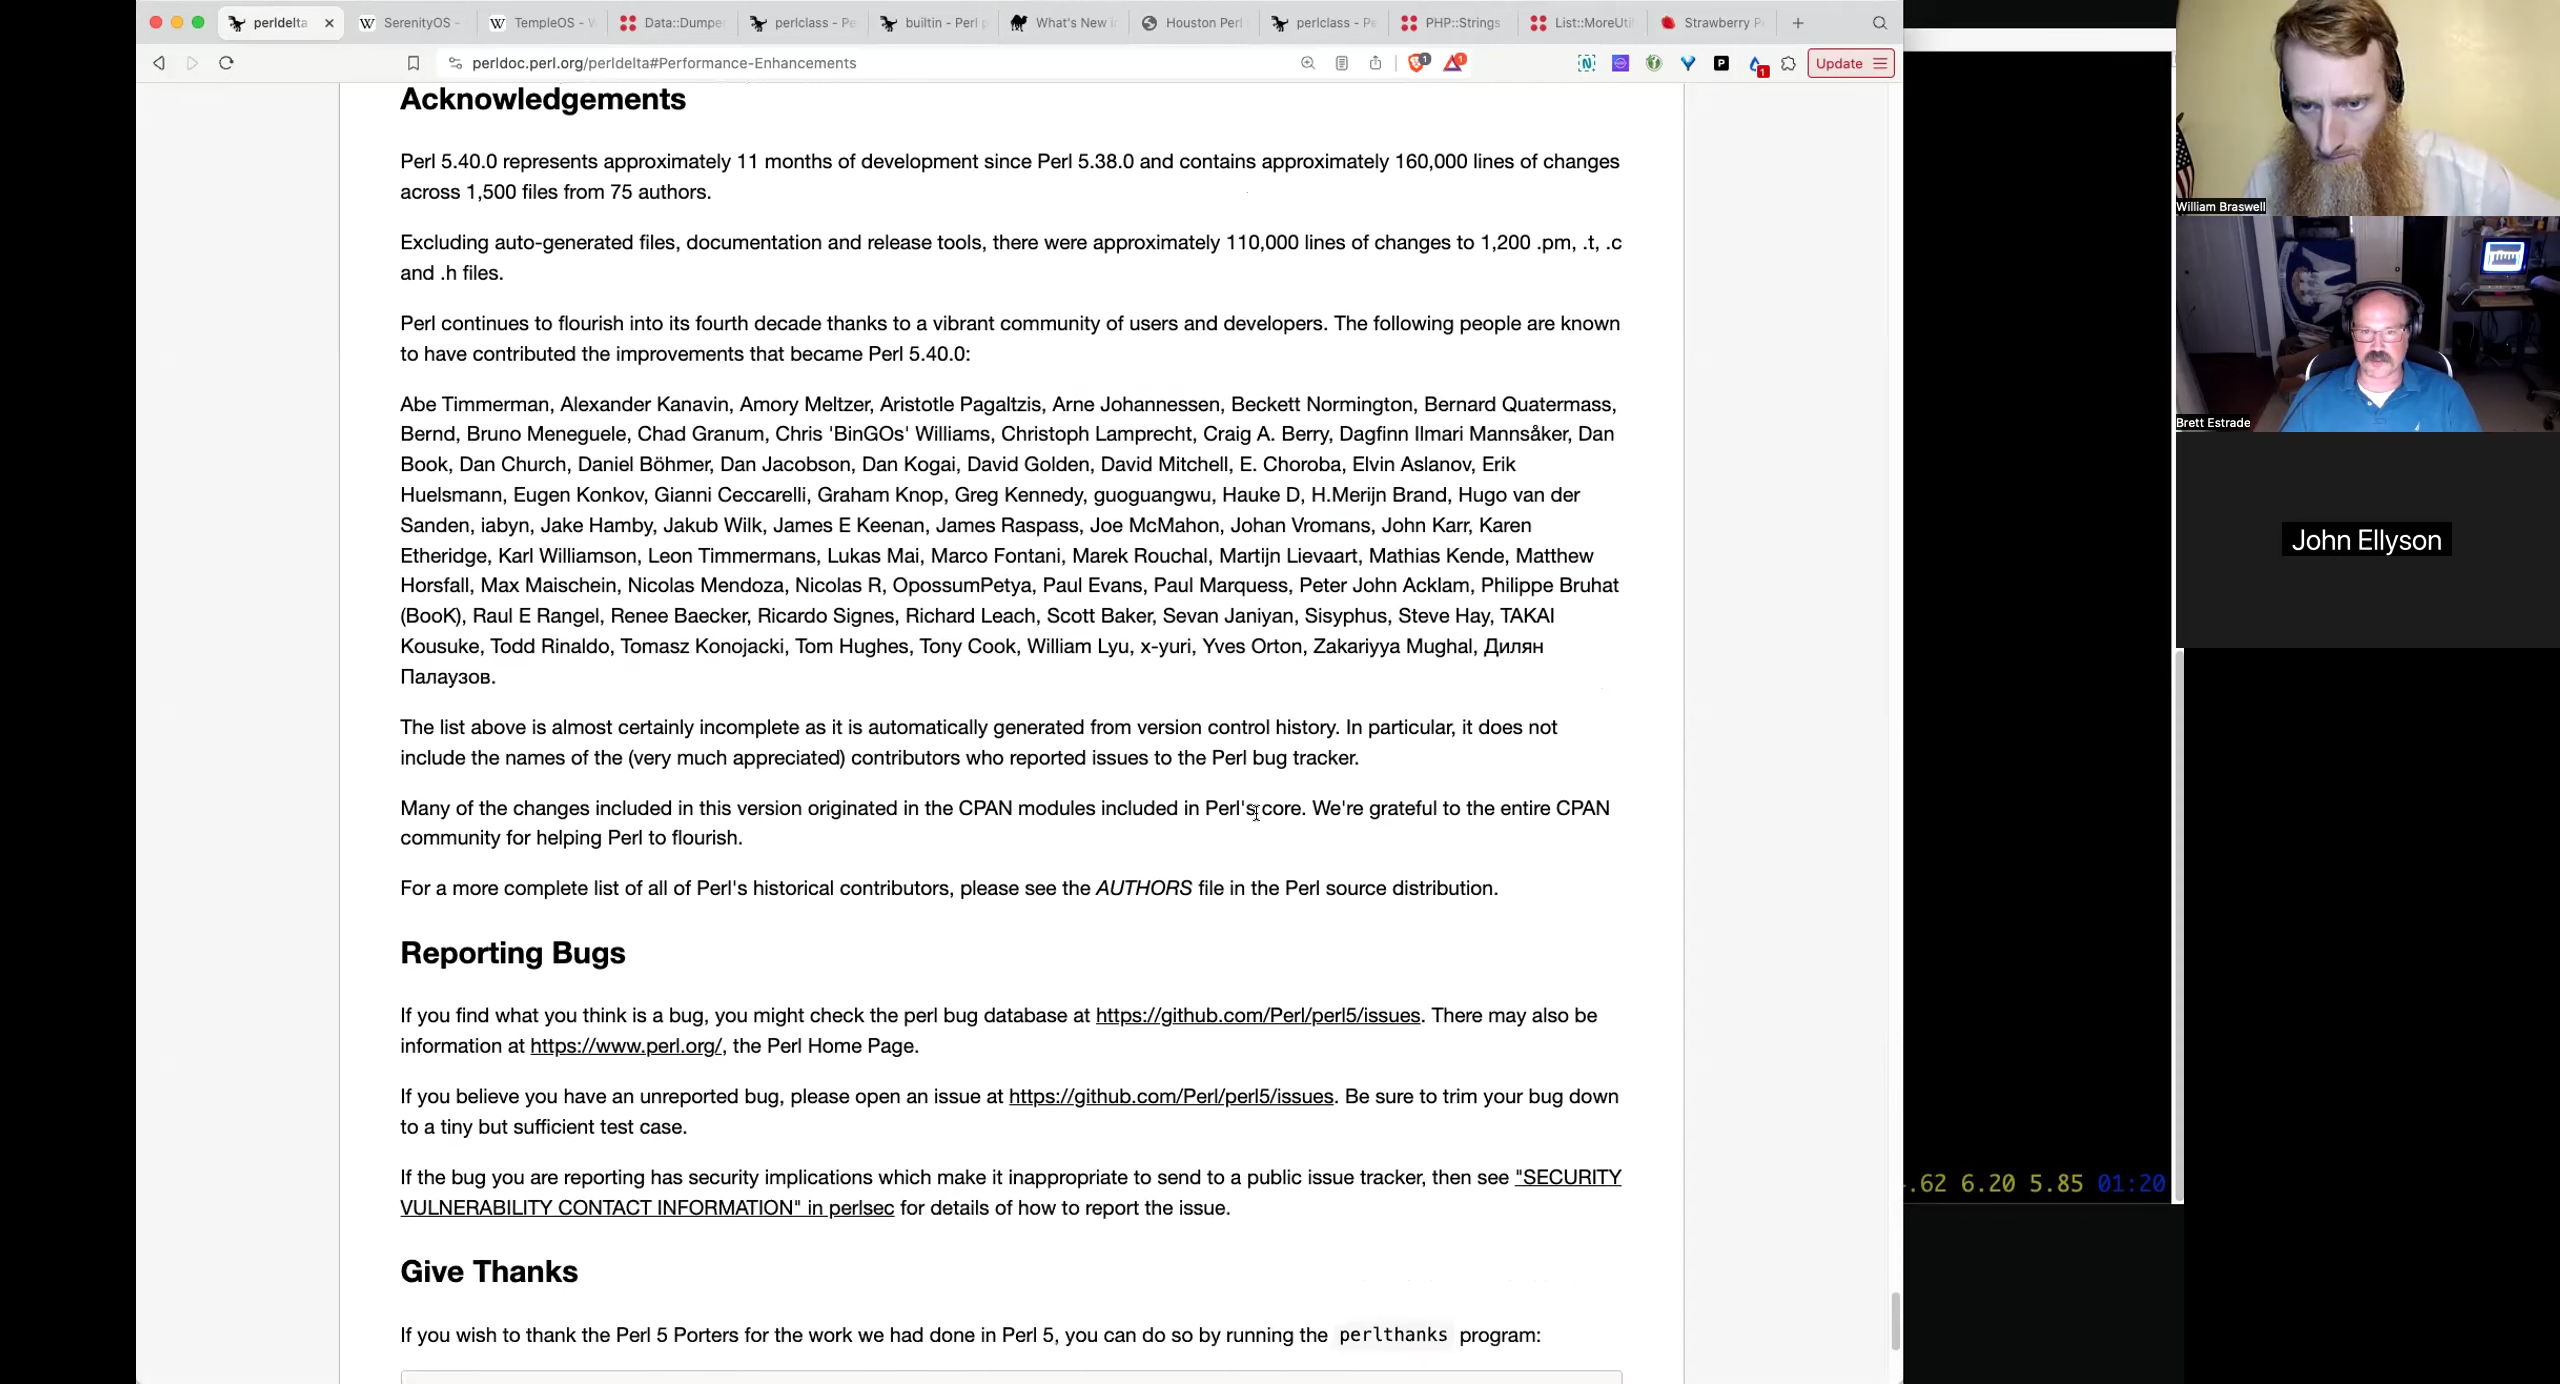 perldelta
SerenityOS -
TempleOS - W
Data::Dumper
perlclass - Pe
builtin - Perl p
What's New i
Houston Perl
perlclass - Pe
PHP::Strings
List::MoreUti
Strawberry P
perldoc.perl.org/perldelta#Performance-Enhancements
Update
Acknowledgements
Perl 5.40.0 represents approximately 11 months of development since Perl 5.38.0 and contains approximately 160,000 lines of changes
across 1,500 files from 75 authors.
Excluding auto-generated files, documentation and release tools, there were approximately 110,000 lines of changes to 1,200 .pm, .t, .c
and .h files.
Perl continues to flourish into its fourth decade thanks to a vibrant community of users and developers. The following people are known
to have contributed the improvements that became Perl 5.40.0:
Abe Timmerman, Alexander Kanavin, Amory Meltzer, Aristotle Pagaltzis, Arne Johannessen, Beckett Normington, Bernard Quatermass,
Bernd, Bruno Meneguele, Chad Granum, Chris 'BinGOs' Williams, Christoph Lamprecht, Craig A. Berry, Dagfinn Ilmari Mannsåker, Dan
Book, Dan Church, Daniel Böhmer, Dan Jacobson, Dan Kogai, David Golden, David Mitchell, E. Choroba, Elvin Aslanov, Erik
Huelsmann, Eugen Konkov, Gianni Ceccarelli, Graham Knop, Greg Kennedy, guoguangwu, Hauke D, H.Merijn Brand, Hugo van der
Sanden, iabyn, Jake Hamby, Jakub Wilk, James E Keenan, James Raspass, Joe McMahon, Johan Vromans, John Karr, Karen
Etheridge, Karl Williamson, Leon Timmermans, Lukas Mai, Marco Fontani, Marek Rouchal, Martijn Lievaart, Mathias Kende, Matthew
Horsfall, Max Maischein, Nicolas Mendoza, Nicolas R, OpossumPetya, Paul Evans, Paul Marquess, Peter John Acklam, Philippe Bruhat
(BooK), Raul E Rangel, Renee Baecker, Ricardo Signes, Richard Leach, Scott Baker, Sevan Janiyan, Sisyphus, Steve Hay, TAKAI
Kousuke, Todd Rinaldo, Tomasz Konojacki, Tom Hughes, Tony Cook, William Lyu, x-yuri, Yves Orton, Zakariyya Mughal, Дилян
Палаузов.
The list above is almost certainly incomplete as it is automatically generated from version control history. In particular, it does not
include the names of the (very much appreciated) contributors who reported issues to the Perl bug tracker.
Many of the changes included in this version originated in the CPAN modules included in Perl's core. We're grateful to the entire CPAN
community for helping Perl to flourish.
For a more complete list of all of Perl's historical contributors, please see the AUTHORS file in the Perl source distribution.
Reporting Bugs
If you find what you think is a bug, you might check the perl bug database at https://github.com/Perl/perl5/issues. There may also be
information at https://www.perl.org/, the Perl Home Page.
If you believe you have an unreported bug, please open an issue at https://github.com/Perl/perl5/issues. Be sure to trim your bug down
to a tiny but sufficient test case.
If the bug you are reporting has security implications which make it inappropriate to send to a public issue tracker, then see "SECURITY
VULNERABILITY CONTACT INFORMATION" in perlsec for details of how to report the issue.
Give Thanks
If you wish to thank the Perl 5 Porters for the work we had done in Perl 5, you can do so by running the perlthanks program:
William Braswell
Brett Estrade
John Ellyson
.62 6.20 5.85 01:20